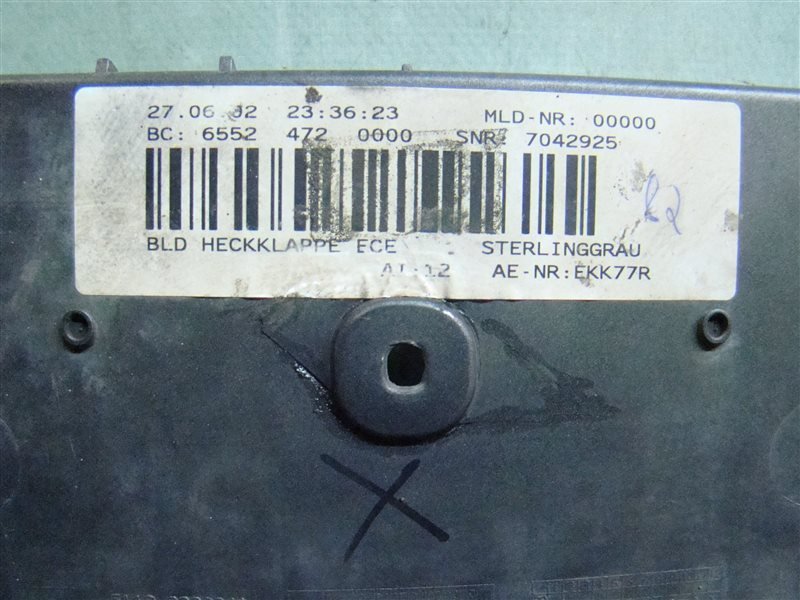 27.06.02 23:36:23 MLD-NR: 00000
BC: 6552 472 0000 SNR: 7042925
BLD HECKKLAPPE ECE STERLINGGRAU
AI:12 AE-NR:EKK77R